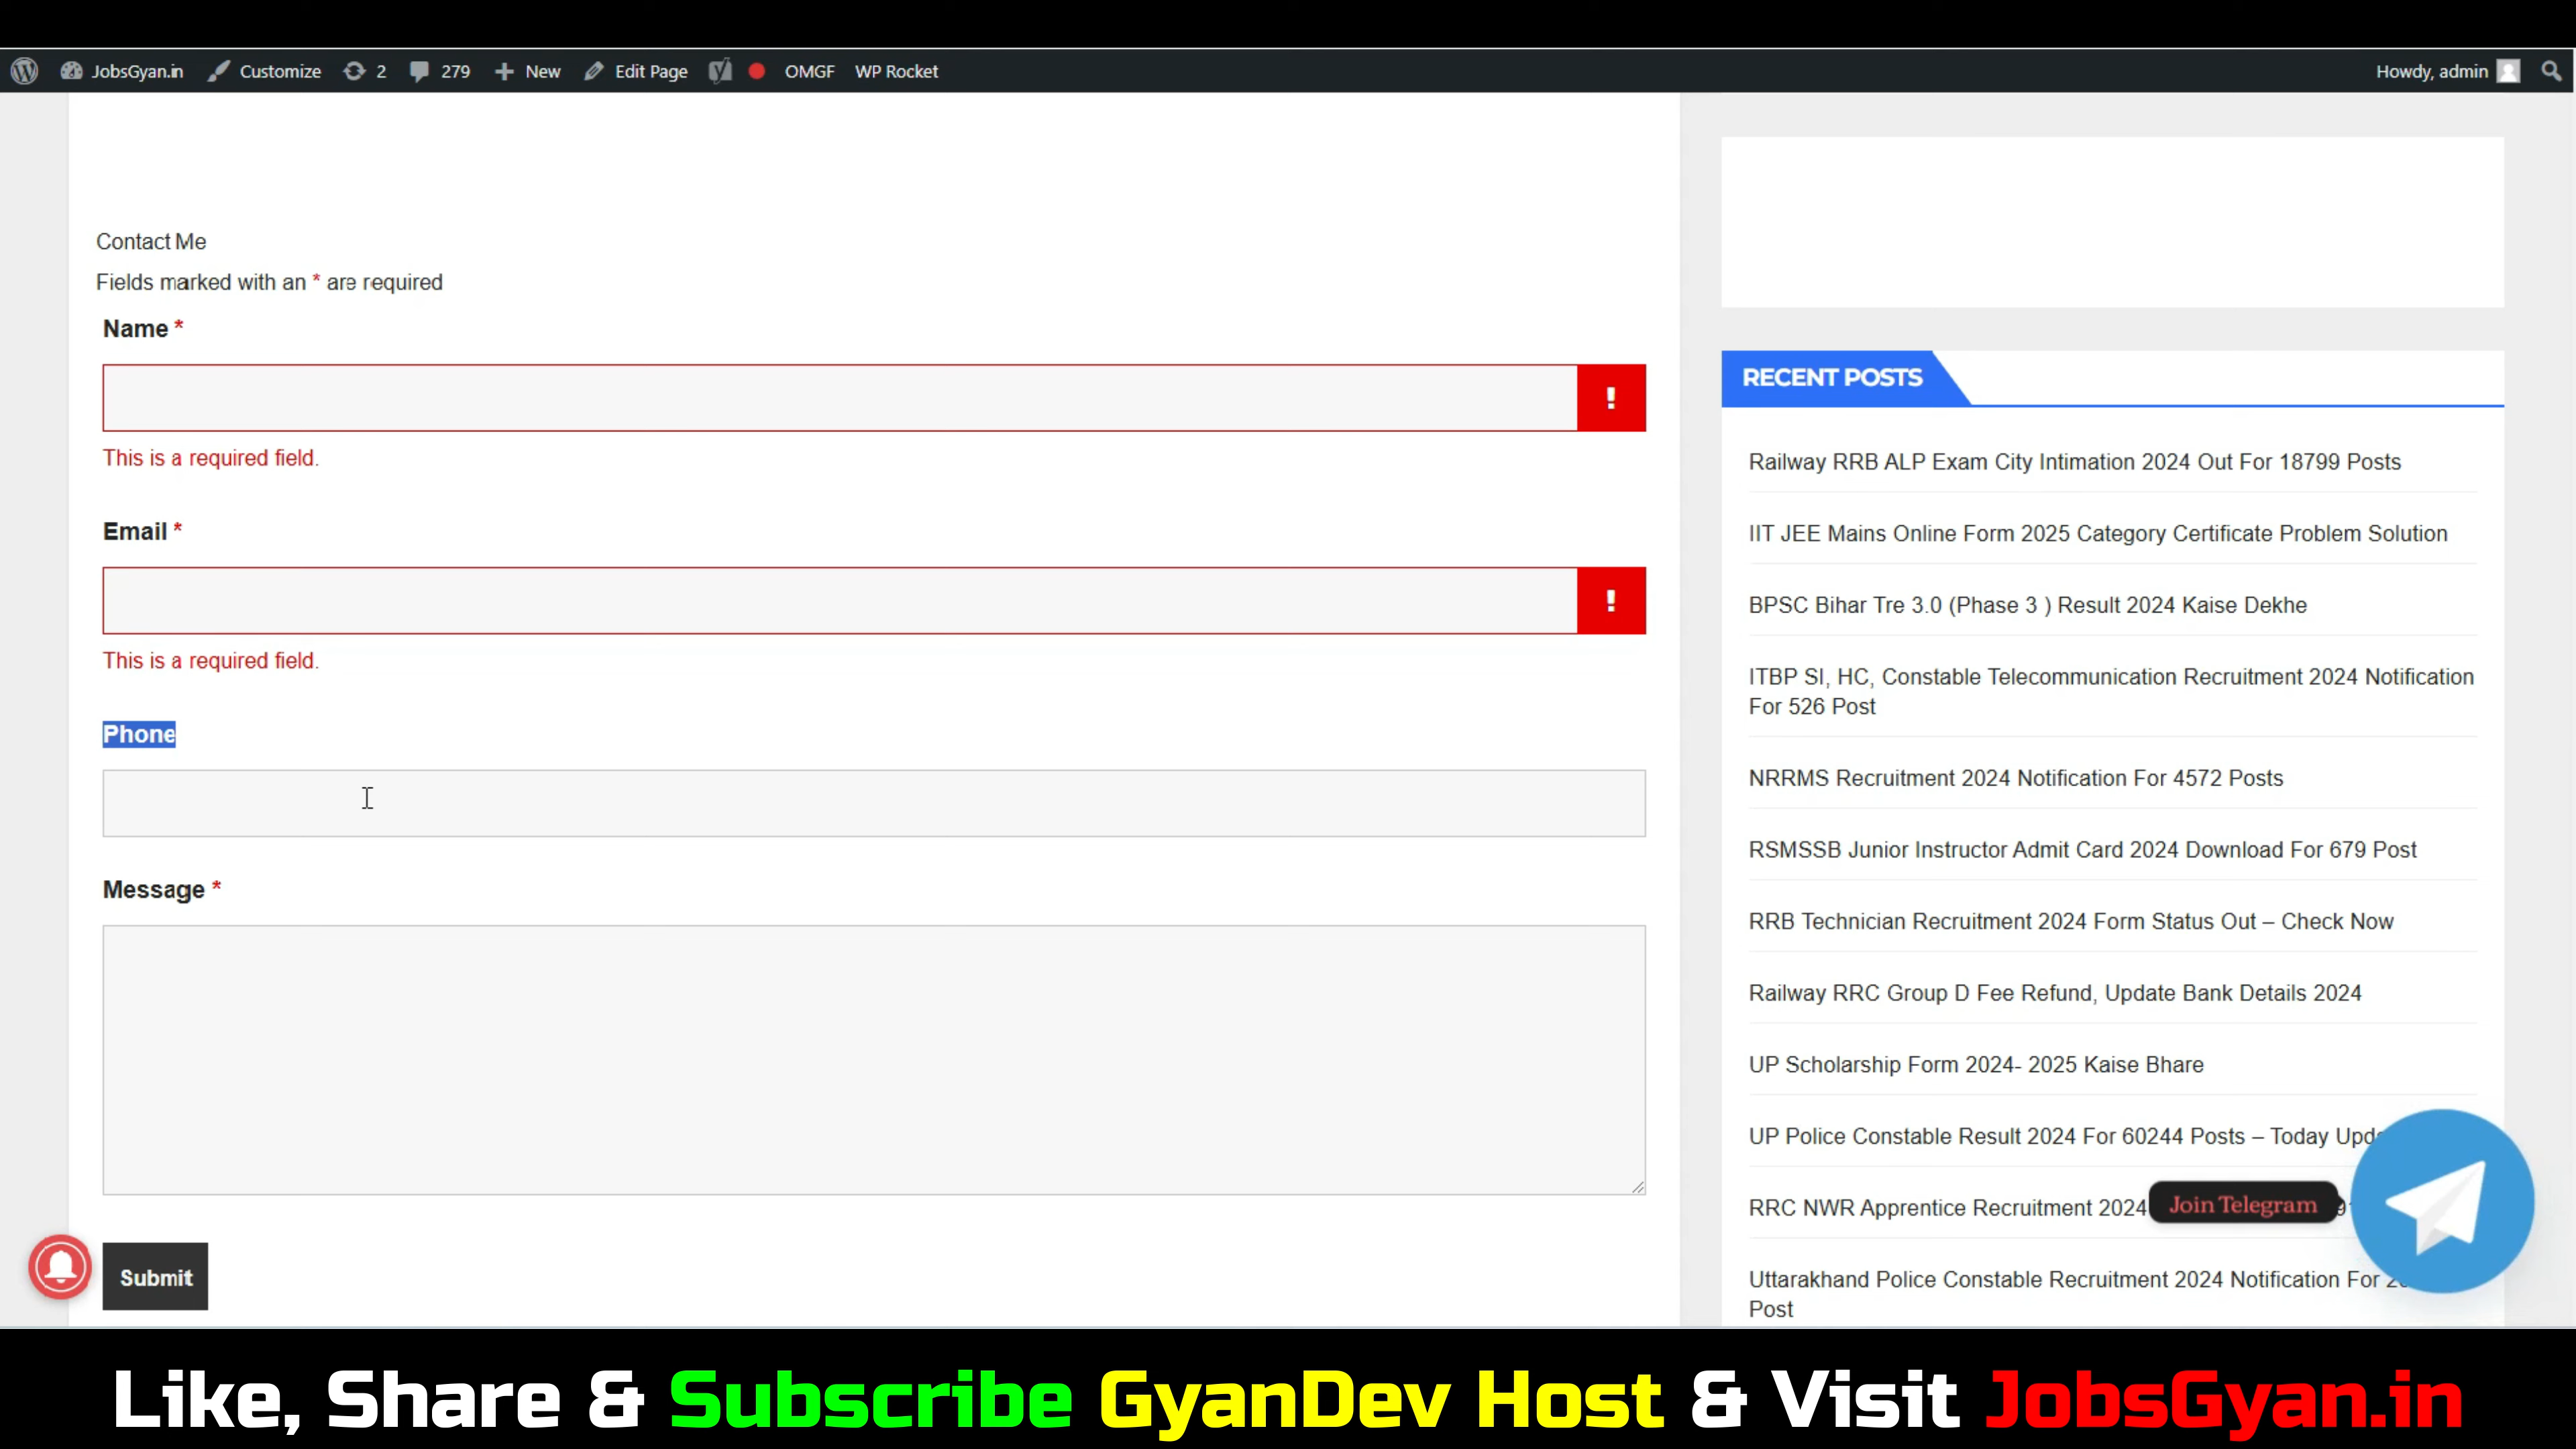 JobsGyan.in Customize 2 279 New Edit Page OMGF WP Rocket Howdy, admin
Contact Me
Fields marked with an * are required
Name *
!
This is a required field.
Email *
!
This is a required field.
Phone
Message *
Submit
RECENT POSTS
Railway RRB ALP Exam City Intimation 2024 Out For 18799 Posts
IIT JEE Mains Online Form 2025 Category Certificate Problem Solution
BPSC Bihar Tre 3.0 (Phase 3 ) Result 2024 Kaise Dekhe
ITBP SI, HC, Constable Telecommunication Recruitment 2024 Notification
For 526 Post
NRRMS Recruitment 2024 Notification For 4572 Posts
RSMSSB Junior Instructor Admit Card 2024 Download For 679 Post
RRB Technician Recruitment 2024 Form Status Out – Check Now
Railway RRC Group D Fee Refund, Update Bank Details 2024
UP Scholarship Form 2024- 2025 Kaise Bhare
UP Police Constable Result 2024 For 60244 Posts – Today
RRC NWR Apprentice Recruitment 2024
Join Telegram
Uttarakhand Police Constable Recruitment 2024 Notification For
Post
Like, Share & Subscribe GyanDev Host & Visit JobsGyan.in